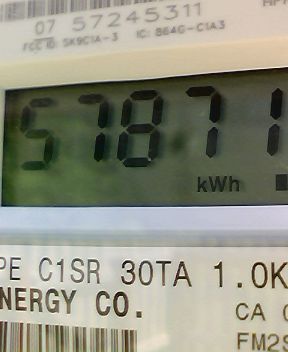 07 57245311
FCC ID: SK9C1A-3 IC: 864G-C1A3
57871
kWh
PE C1SR 30TA 1.0K
NERGY CO.
CA 0
FM2S